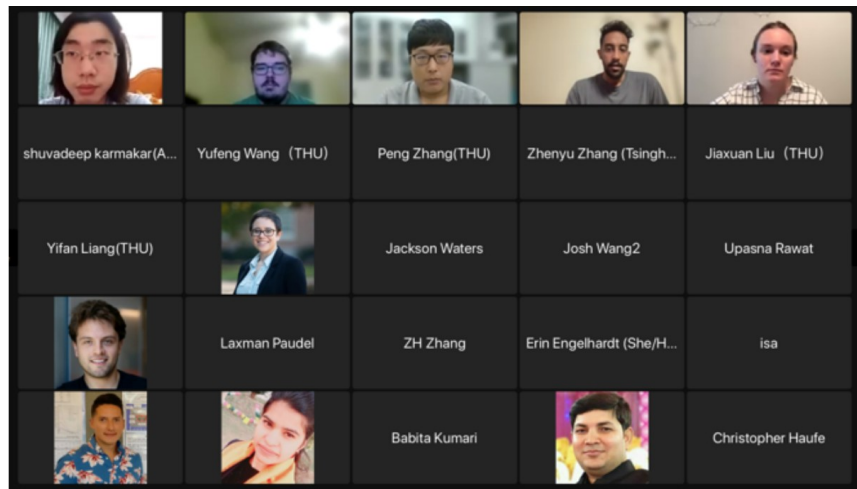 shuvadeep karmakar(A...
Yufeng Wang（THU）
Peng Zhang(THU)
Zhenyu Zhang (Tsingh...
Jiaxuan Liu（THU）
Yifan Liang(THU)
Jackson Waters
Josh Wang2
Upasna Rawat
Laxman Paudel
ZH Zhang
Erin Engelhardt (She/H...
isa
Babita Kumari
Christopher Haufe